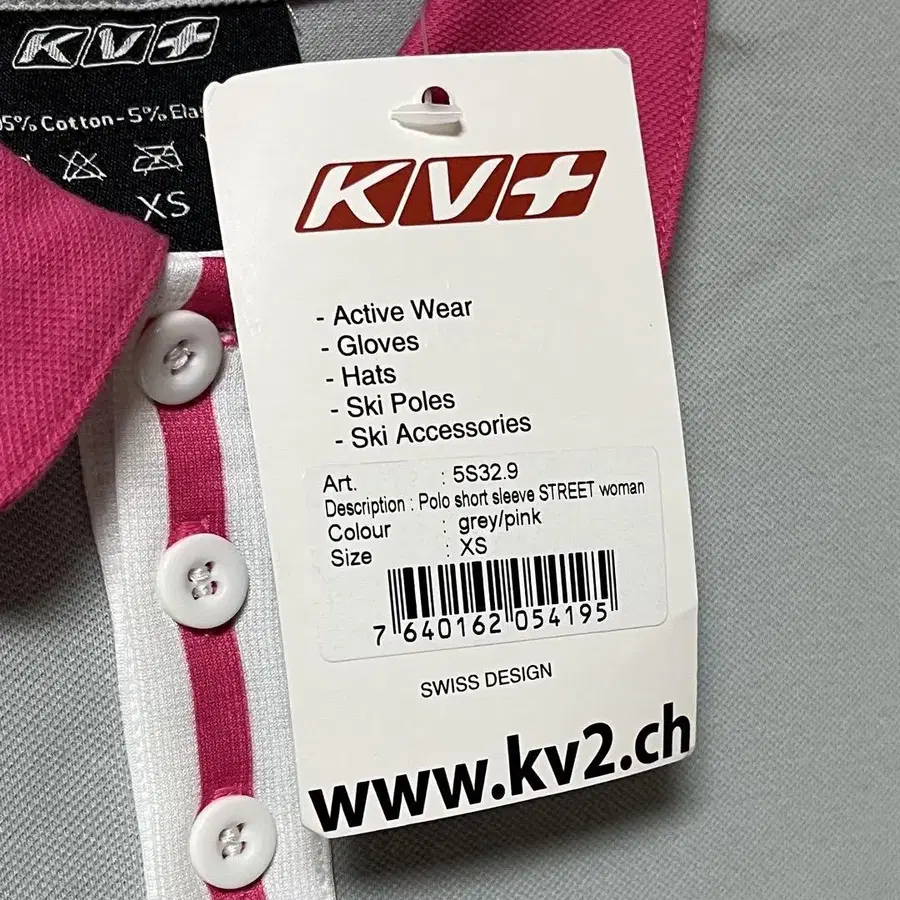 KV+
5% Cotton - 5%
XS
KV+
- Active Wear
- Gloves
- Hats
- Ski Poles
- Ski Accessories
Art. : 5S32.9
Description : Polo short sleeve STREET woman
Colour : grey/pink
Size : XS
7 640162 054195
SWISS DESIGN
www.kv2.ch